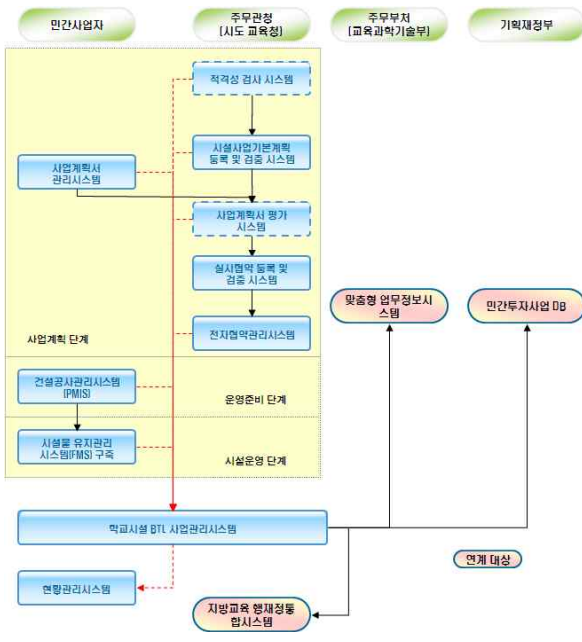 민간사업자
주무관청
[시도 교육청]
주무부처
[교육과학기술부]
기획재정부
적격성 검사 시스템
시설사업기본계획
등록 및 검증 시스템
사업계획서
관리시스템
사업계획서 평가
시스템
실시협약 등록 및
검증 시스템
맞춤형 업무정보시
스템
민간투자사업 DB
전자협약관리시스템
사업계획 단계
건설공사관리시스템
(PMIS)
운영준비 단계
시설물 유지관리
시스템(FMS) 구축
시설운영 단계
학교시설 BTL 사업관리시스템
연계 대상
현황관리시스템
지방교육 행재정통
합시스템